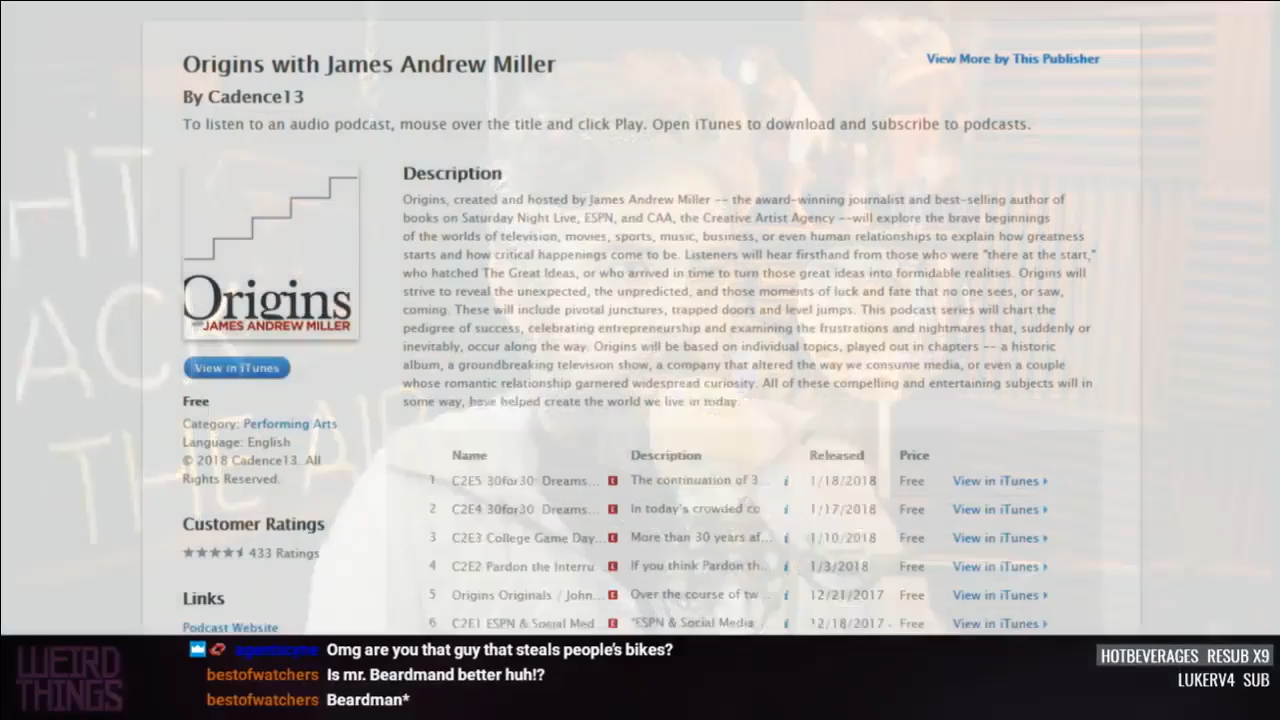 Origins with James Andrew Miller
View More by This Publisher
By Cadence13
To listen to an audio podcast, mouse over the title and click Play. Open iTunes to download and subscribe to podcasts.
Description
Origins, created and hosted by James Andrew Miller -- the award-winning journalist and best-selling author of
books on Saturday Night Live, ESPN, and CAA, the Creative Artist Agency --will explore the brave beginnings
of the worlds of television, movies, sports, music, business, or even human relationships to explain how greatness
starts and how critical happenings come to be. Listeners will hear firsthand from those who were "there at the start,"
who hatched The Great Ideas, or who arrived in time to turn those great ideas into formidable realities. Origins will
strive to reveal the unexpected, the unpredicted, and those moments of luck and fate that no one sees, or saw,
coming. These will include pivotal junctures, trapped doors and level jumps. This podcast series will chart the
pedigree of success, celebrating entrepreneurship and examining the frustrations and nightmares that, suddenly or
inevitably, occur along the way. Origins will be based on individual topics, played out in chapters -- a historic
album, a groundbreaking television show, a company that altered the way we consume media, or even a couple
whose romantic relationship garnered widespread curiosity. All of these compelling and entertaining subjects will in
some way, have helped create the world we live in today.
Origins
JAMES ANDREW MILLER
View in iTunes
Free
Category: Performing Arts
Language: English
© 2018 Cadence13. All
Rights Reserved.
Customer Ratings
433 Ratings
Links
Podcast Website
Name Description Released Price
1 C2E5 30for30 Dreams... E The continuation of 3... i 1/18/2018 Free View in iTunes
2 C2E4 30for30 Dreams... E In today's crowded co i 1/17/2018 Free View in iTunes
3 C2E3 College Game Day... E More than 30 years af... i 1/10/2018 Free View in iTunes
4 C2E2 Pardon the Interru E If you think Pardon th... i 1/3/2018 Free View in iTunes
5 Origins Originals / John... E Over the course of tw ... i 12/21/2017 Free View in iTunes
6 C2E1 ESPN & Social Med E "ESPN & Social Media i 12/18/2017 Free View in iTunes
HT
ACK
THE AIR
WEIRD
THINGS
Omg are you that guy that steals people's bikes?
bestofwatchers Is mr. Beardmand better huh!?
bestofwatchers Beardman*
HOTBEVERAGES RESUB X9
LUKERV4 SUB